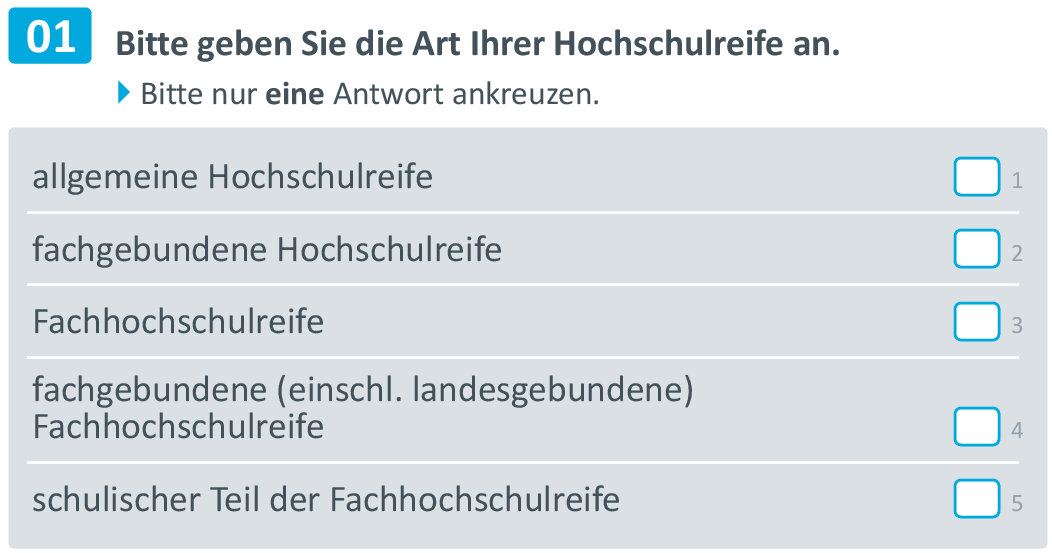 01 Bitte geben Sie die Art Ihrer Hochschulreife an.
Bitte nur eine Antwort ankreuzen.
allgemeine Hochschulreife 1
fachgebundene Hochschulreife 2
Fachhochschulreife 3
fachgebundene (einschl. landesgebundene)
Fachhochschulreife 4
schulischer Teil der Fachhochschulreife 5